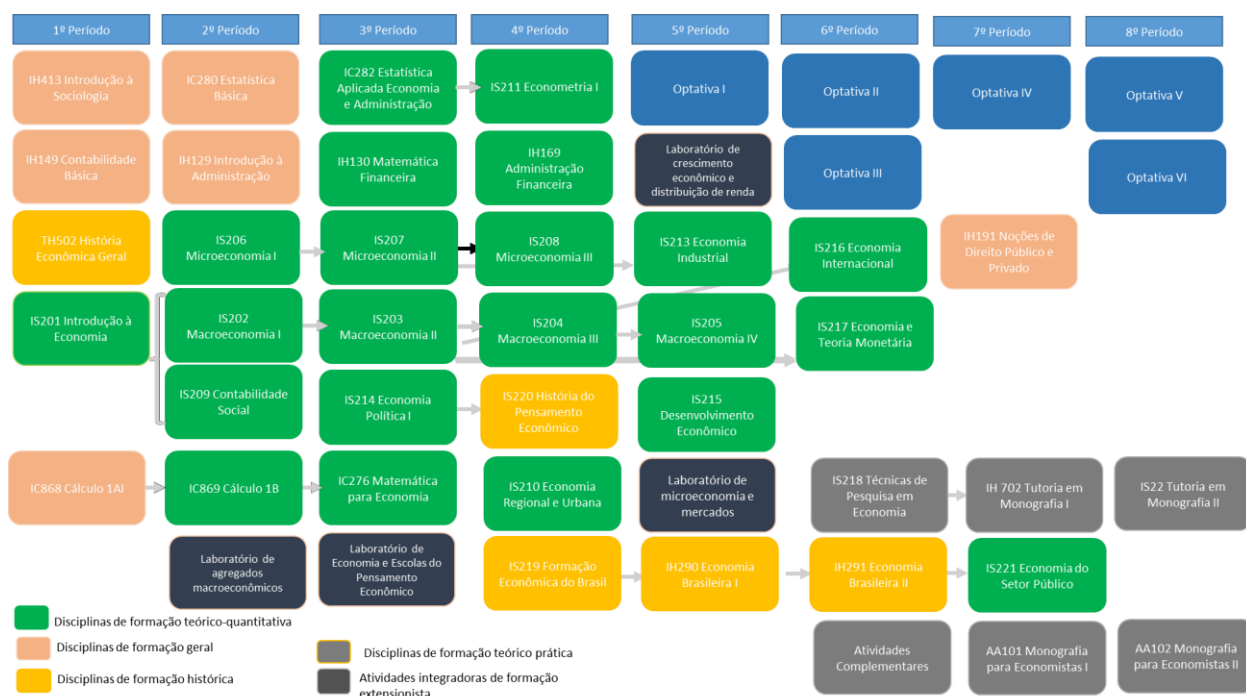 1º Período
2º Período
3º Período
4º Período
5º Período
6º Período
7º Período
8º Período
IH413 Introdução à
Sociologia
IC280 Estatística
Básica
IC282 Estatística
Aplicada Economia
e Administração
IS211 Econometria I
Optativa I
Optativa II
Optativa IV
Optativa V
IH149 Contabilidade
Básica
IH129 Introdução à
Administração
IH130 Matemática
Financeira
IH169
Administração
Financeira
Laboratório de
crescimento
econômico e
distribuição de renda
Optativa III
Optativa VI
TH502 História
Econômica Geral
IS206
Microeconomia I
IS207
Microeconomia II
IS208
Microeconomia III
IS213 Economia
Industrial
IS216 Economia
Internacional
IH191 Noções de
Direito Público e
Privado
IS201 Introdução à
Economia
IS202
Macroeconomia I
IS203
Macroeconomia II
IS204
Macroeconomia III
IS205
Macroeconomia IV
IS217 Economia e
Teoria Monetária
IS209 Contabilidade
Social
IS214 Economia
Política I
IS220 História do
Pensamento
Econômico
IS215
Desenvolvimento
Econômico
IC868 Cálculo 1AI
IC869 Cálculo 1B
IC276 Matemática
para Economia
IS210 Economia
Regional e Urbana
Laboratório de
microeconomia e
mercados
IS218 Técnicas de
Pesquisa em
Economia
IH 702 Tutoria em
Monografia I
IS22 Tutoria em
Monografia II
Laboratório de
agregados
macroeconômicos
Laboratório de
Economia e Escolas do
Pensamento
Econômico
IS219 Formação
Econômica do Brasil
IH290 Economia
Brasileira I
IH291 Economia
Brasileira II
IS221 Economia do
Setor Público
Atividades
Complementares
AA101 Monografia
para Economistas I
AA102 Monografia
para Economistas II
Disciplinas de formação teórico-quantitativa
Disciplinas de formação geral
Disciplinas de formação histórica
Disciplinas de formação teórico prática
Atividades integradoras de formação
extensionista